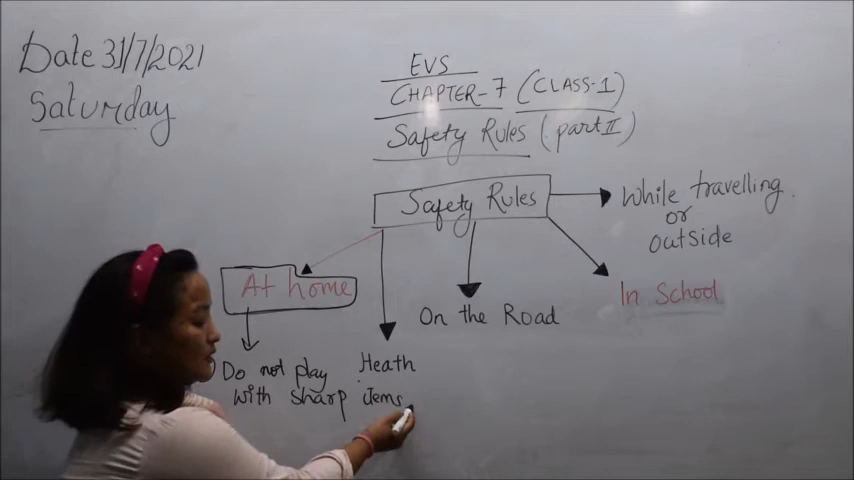 Date 31/7/2021
Saturday
EVS
CHAPTER-7 (CLASS-1)
Safety Rules (part II)
Safety Rules
While travelling
or
outside
At home
In School
On the Road
Do not play
with sharp items
Heath